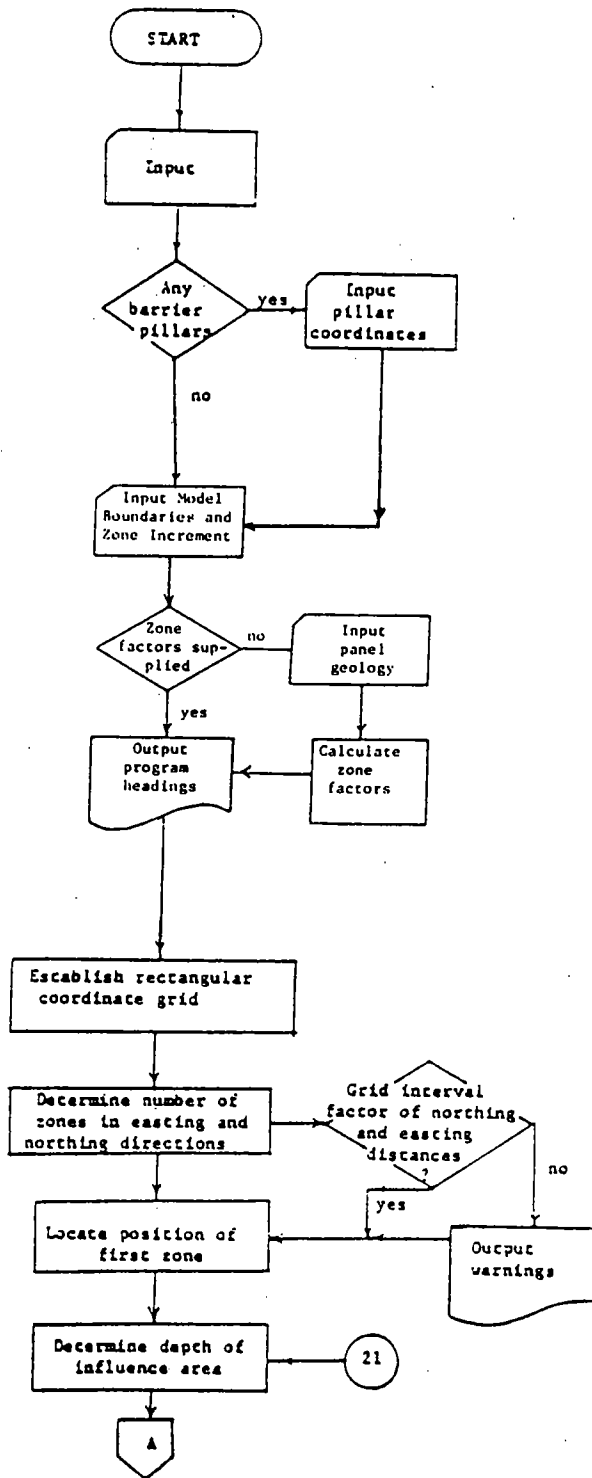 START
Input
Any
barrier
pillars
yes
Input
pillar
coordinates
no
Input Model
Boundaries and
Zone Increment
Zone
factors sup-
plied
no
Input
panel
geology
yes
Output
program
headings
Calculate
zone
factors
Establish rectangular
coordinate grid
Determine number of
zones in easting and
northing directions
Grid interval
factor of northing
and easting
distances
?
no
yes
Locate position of
first zone
Output
warnings
Determine depth of
influence area
21
A